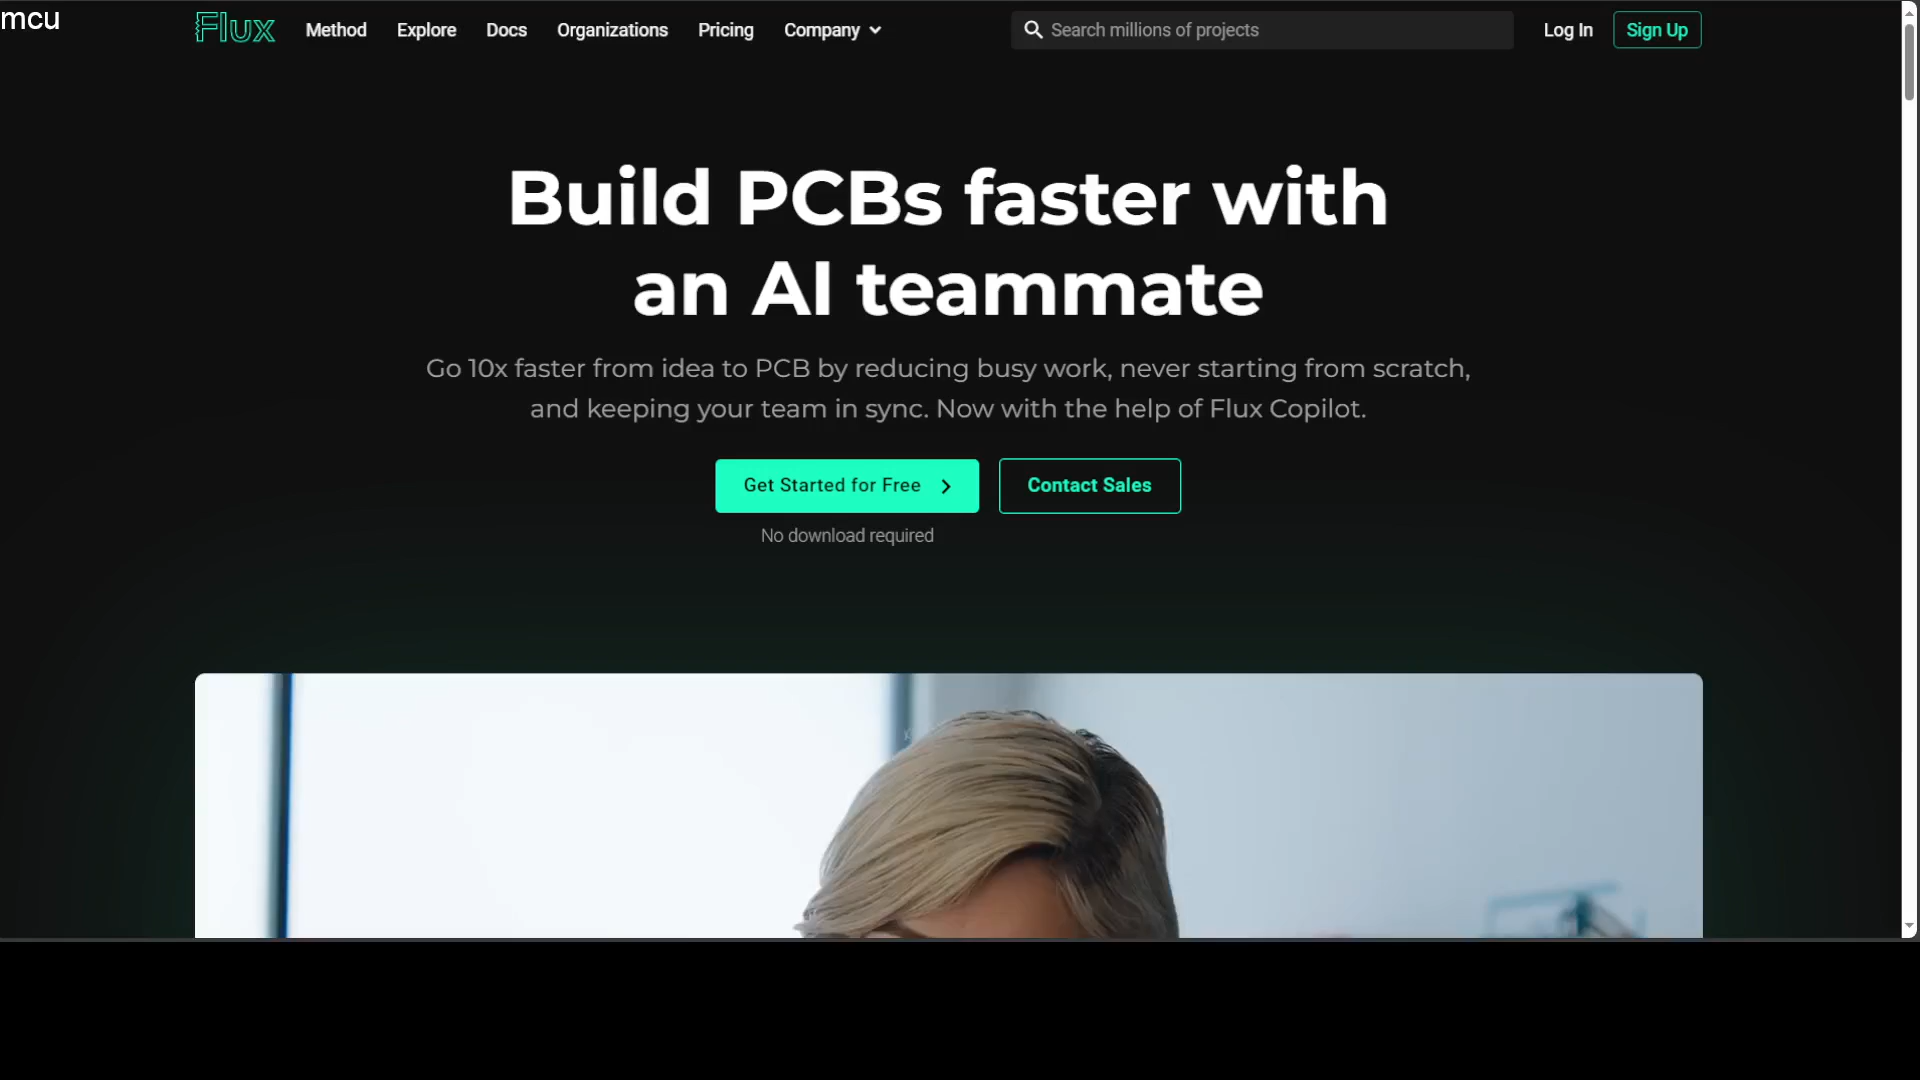 mcu
Flux Method Explore Docs Organizations Pricing Company Search millions of projects Log In Sign Up
Build PCBs faster with
an AI teammate
Go 10x faster from idea to PCB by reducing busy work, never starting from scratch,
and keeping your team in sync. Now with the help of Flux Copilot.
Get Started for Free Contact Sales
No download required